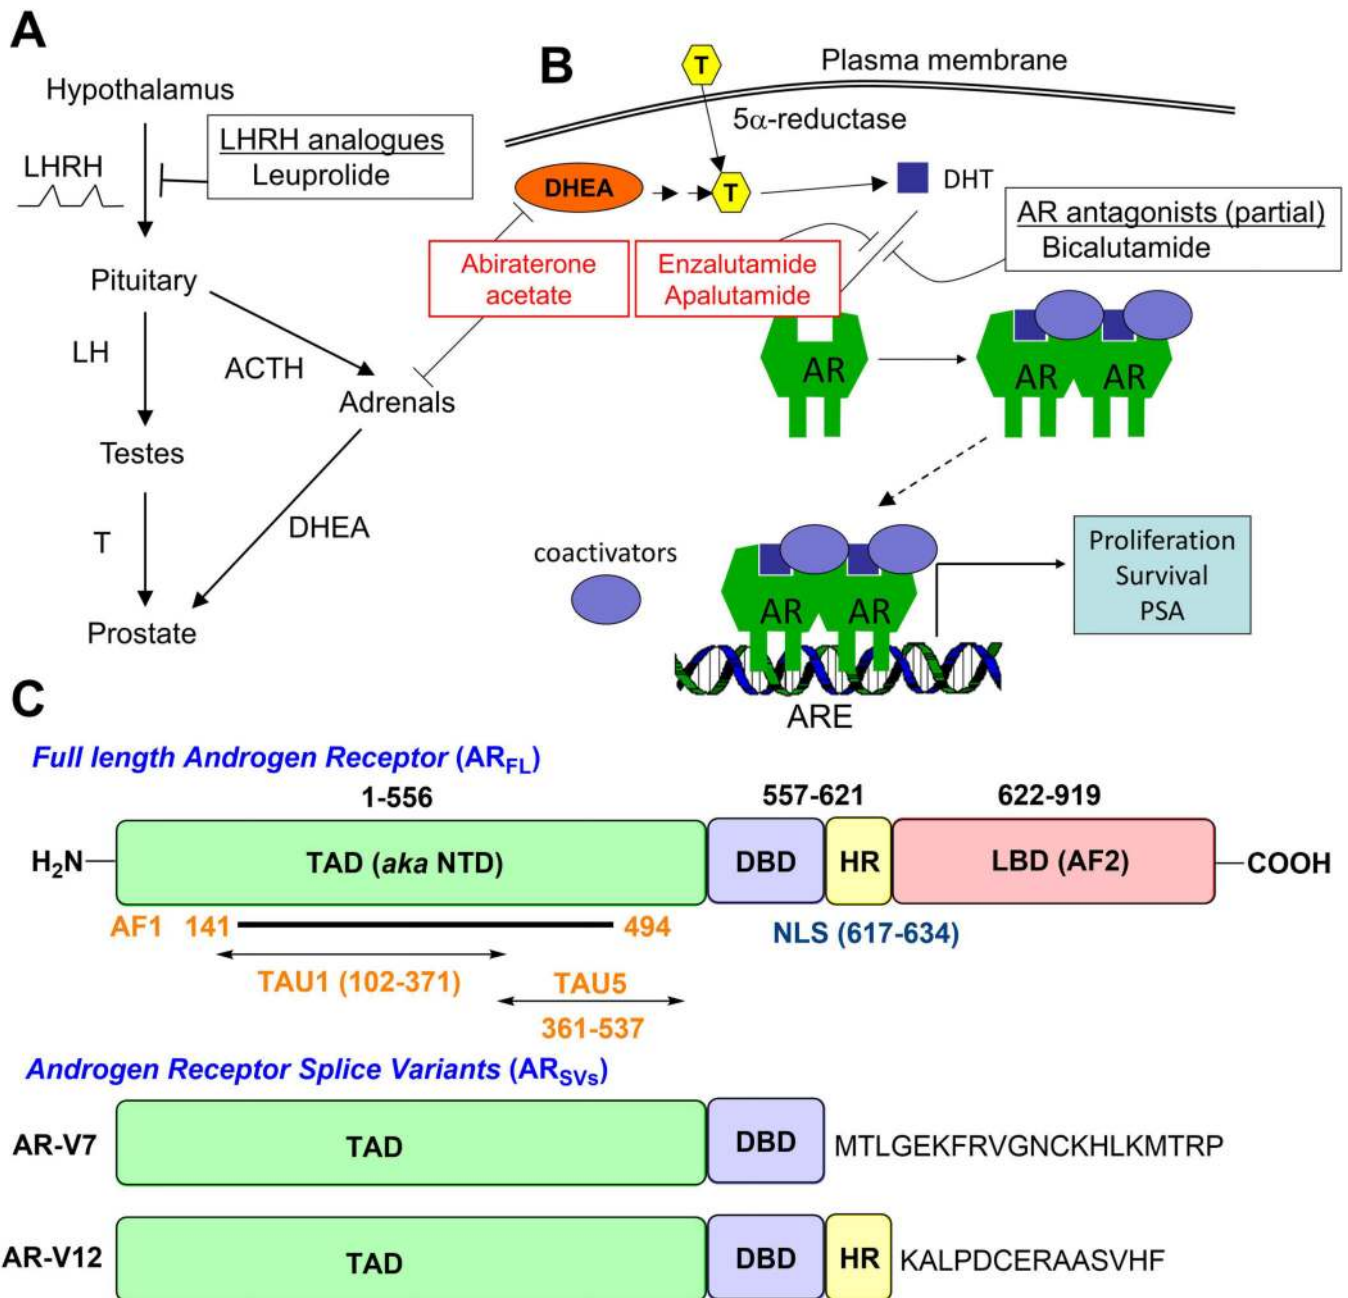 A
Hypothalamus
LHRH
LHRH analogues
Leuprolide
Pituitary
LH
ACTH
Adrenals
Testes
T
DHEA
Prostate
B
T
Plasma membrane
5α-reductase
DHEA
T
DHT
AR antagonists (partial)
Bicalutamide
Abiraterone
acetate
Enzalutamide
Apalutamide
AR
AR
AR
coactivators
AR
AR
Proliferation
Survival
PSA
ARE
C
Full length Androgen Receptor (ARFL)
1-556
557-621
622-919
H2N
TAD (aka NTD)
DBD
HR
LBD (AF2)
COOH
AF1
141
494
NLS (617-634)
TAU1 (102-371)
TAU5
361-537
Androgen Receptor Splice Variants (ARSVs)
AR-V7
TAD
DBD
MTLGEKFRVGNCKHLKMTRP
AR-V12
TAD
DBD
HR
KALPDCERAASVHF